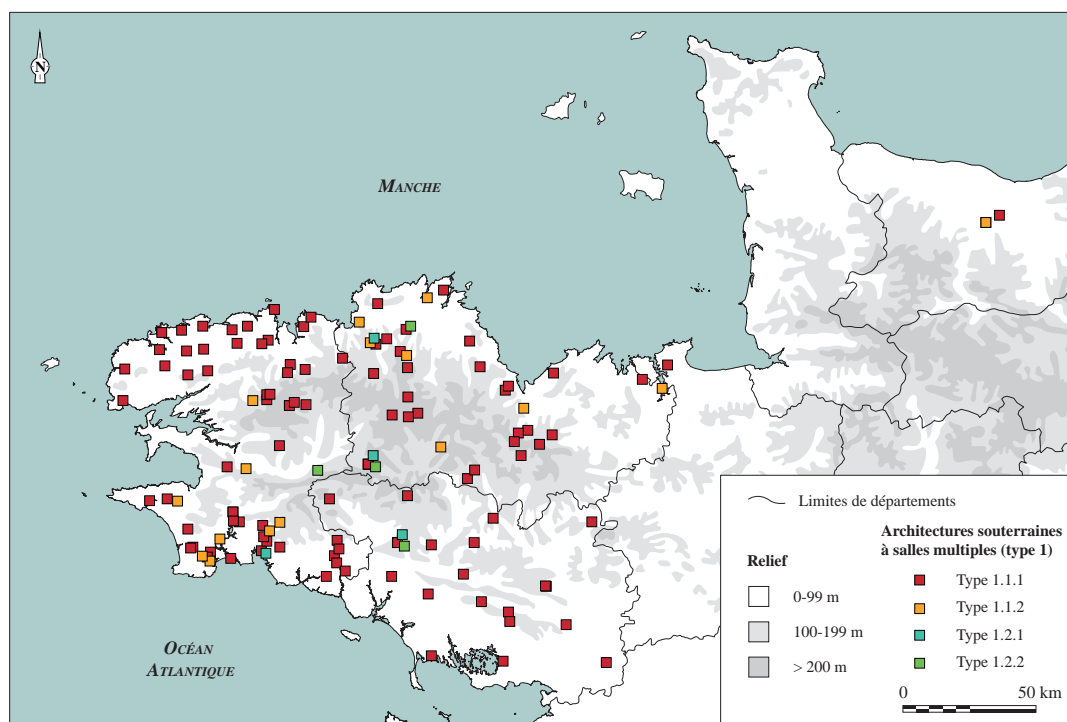 N
MANCHE
OCÉAN
ATLANTIQUE
Limites de départements
Relief
0-99 m
100-199 m
> 200 m
Architectures souterraines
à salles multiples (type 1)
Type 1.1.1
Type 1.1.2
Type 1.2.1
Type 1.2.2
0 50 km